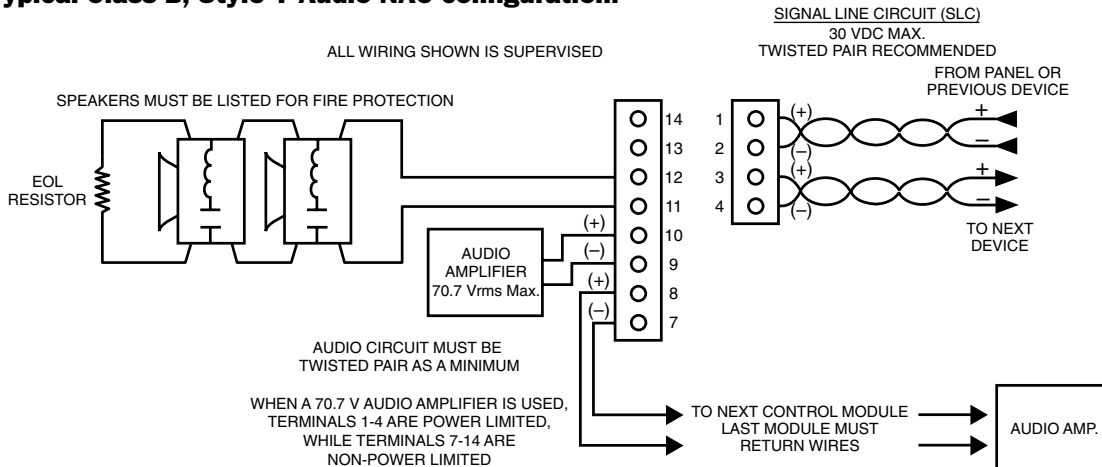 Typical Class B, Style Y Audio NAC configuration.
SIGNAL LINE CIRCUIT (SLC)
30 VDC MAX.
TWISTED PAIR RECOMMENDED
ALL WIRING SHOWN IS SUPERVISED
FROM PANEL OR
PREVIOUS DEVICE
SPEAKERS MUST BE LISTED FOR FIRE PROTECTION
14
13
12
11
10
9
8
7
1
2
3
4
(+)
(–)
(+)
(–)
+
–
+
–
TO NEXT
DEVICE
EOL
RESISTOR
(+)
(–)
(+)
(–)
AUDIO
AMPLIFIER
70.7 Vrms Max.
AUDIO CIRCUIT MUST BE
TWISTED PAIR AS A MINIMUM
WHEN A 70.7 V AUDIO AMPLIFIER IS USED,
TERMINALS 1-4 ARE POWER LIMITED,
WHILE TERMINALS 7-14 ARE
NON-POWER LIMITED
TO NEXT CONTROL MODULE
LAST MODULE MUST
RETURN WIRES
AUDIO AMP.